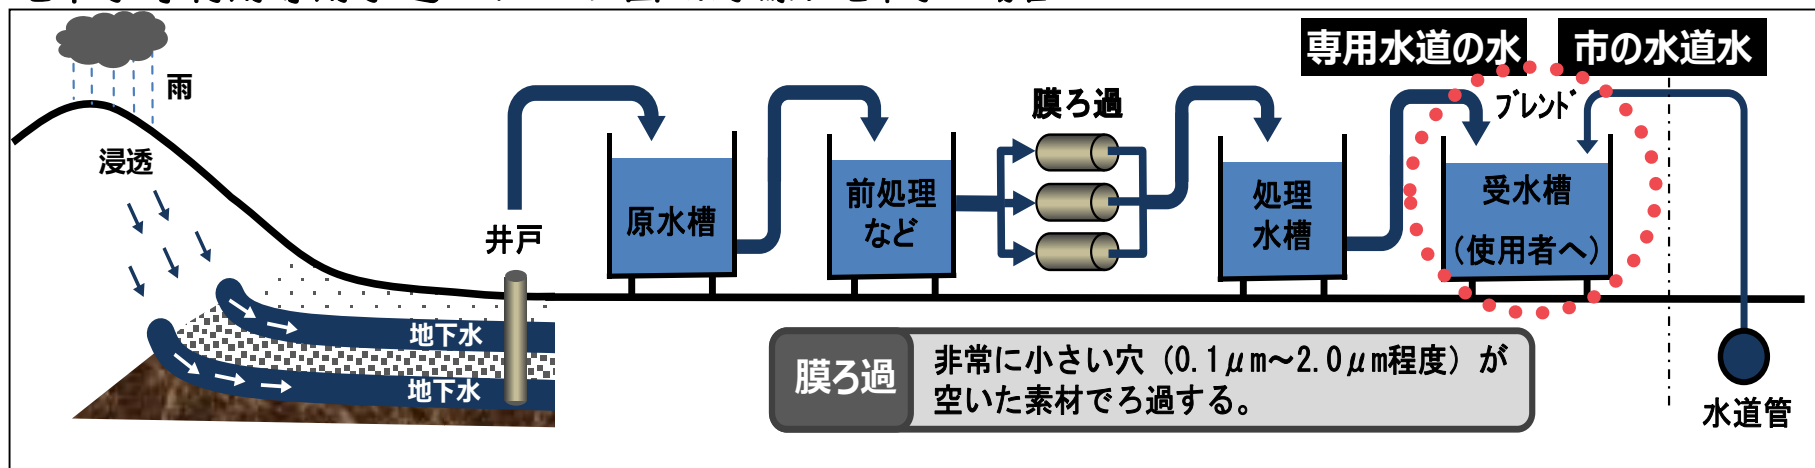 専用水道の水
市の水道水
雨
浸透
井戸
原水槽
前処理
など
膜ろ過
処理
水槽
ブレンド
受水槽
(使用者へ)
地下水
地下水
膜ろ過
非常に小さい穴（0.1μm～2.0μm程度）が
空いた素材でろ過する。
水道管